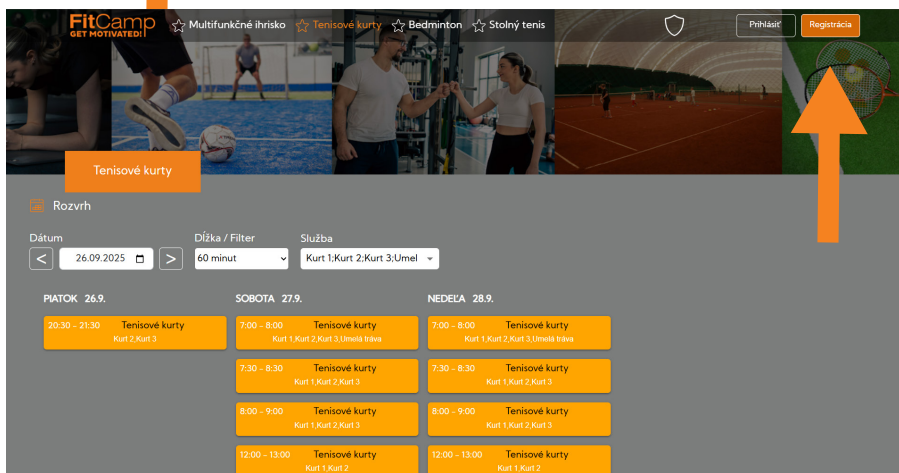 FitCamp
GET MOTIVATED!
Multifunkčné ihrisko Tenisové kurty Bedminton Stolný tenis Prihlásiť Registrácia
Tenisové kurty
Rozvrh
Dátum Dĺžka / Filter Služba
< 26.09.2025 > 60 minut Kurt 1;Kurt 2;Kurt 3;Umel
PIATOK 26.9. SOBOTA 27.9. NEDEĽA 28.9.
20:30 - 21:30 Tenisové kurty 7:00 - 8:00 Tenisové kurty 7:00 - 8:00 Tenisové kurty
Kurt 2,Kurt 3 Kurt 1,Kurt 2,Kurt 3,Umelá tráva Kurt 1,Kurt 2,Kurt 3,Umelá tráva
7:30 - 8:30 Tenisové kurty 7:30 - 8:30 Tenisové kurty
Kurt 1,Kurt 2,Kurt 3 Kurt 1,Kurt 2,Kurt 3
8:00 - 9:00 Tenisové kurty 8:00 - 9:00 Tenisové kurty
Kurt 1,Kurt 2,Kurt 3 Kurt 1,Kurt 2,Kurt 3
12:00 - 13:00 Tenisové kurty 12:00 - 13:00 Tenisové kurty
Kurt 1,Kurt 2 Kurt 1,Kurt 2